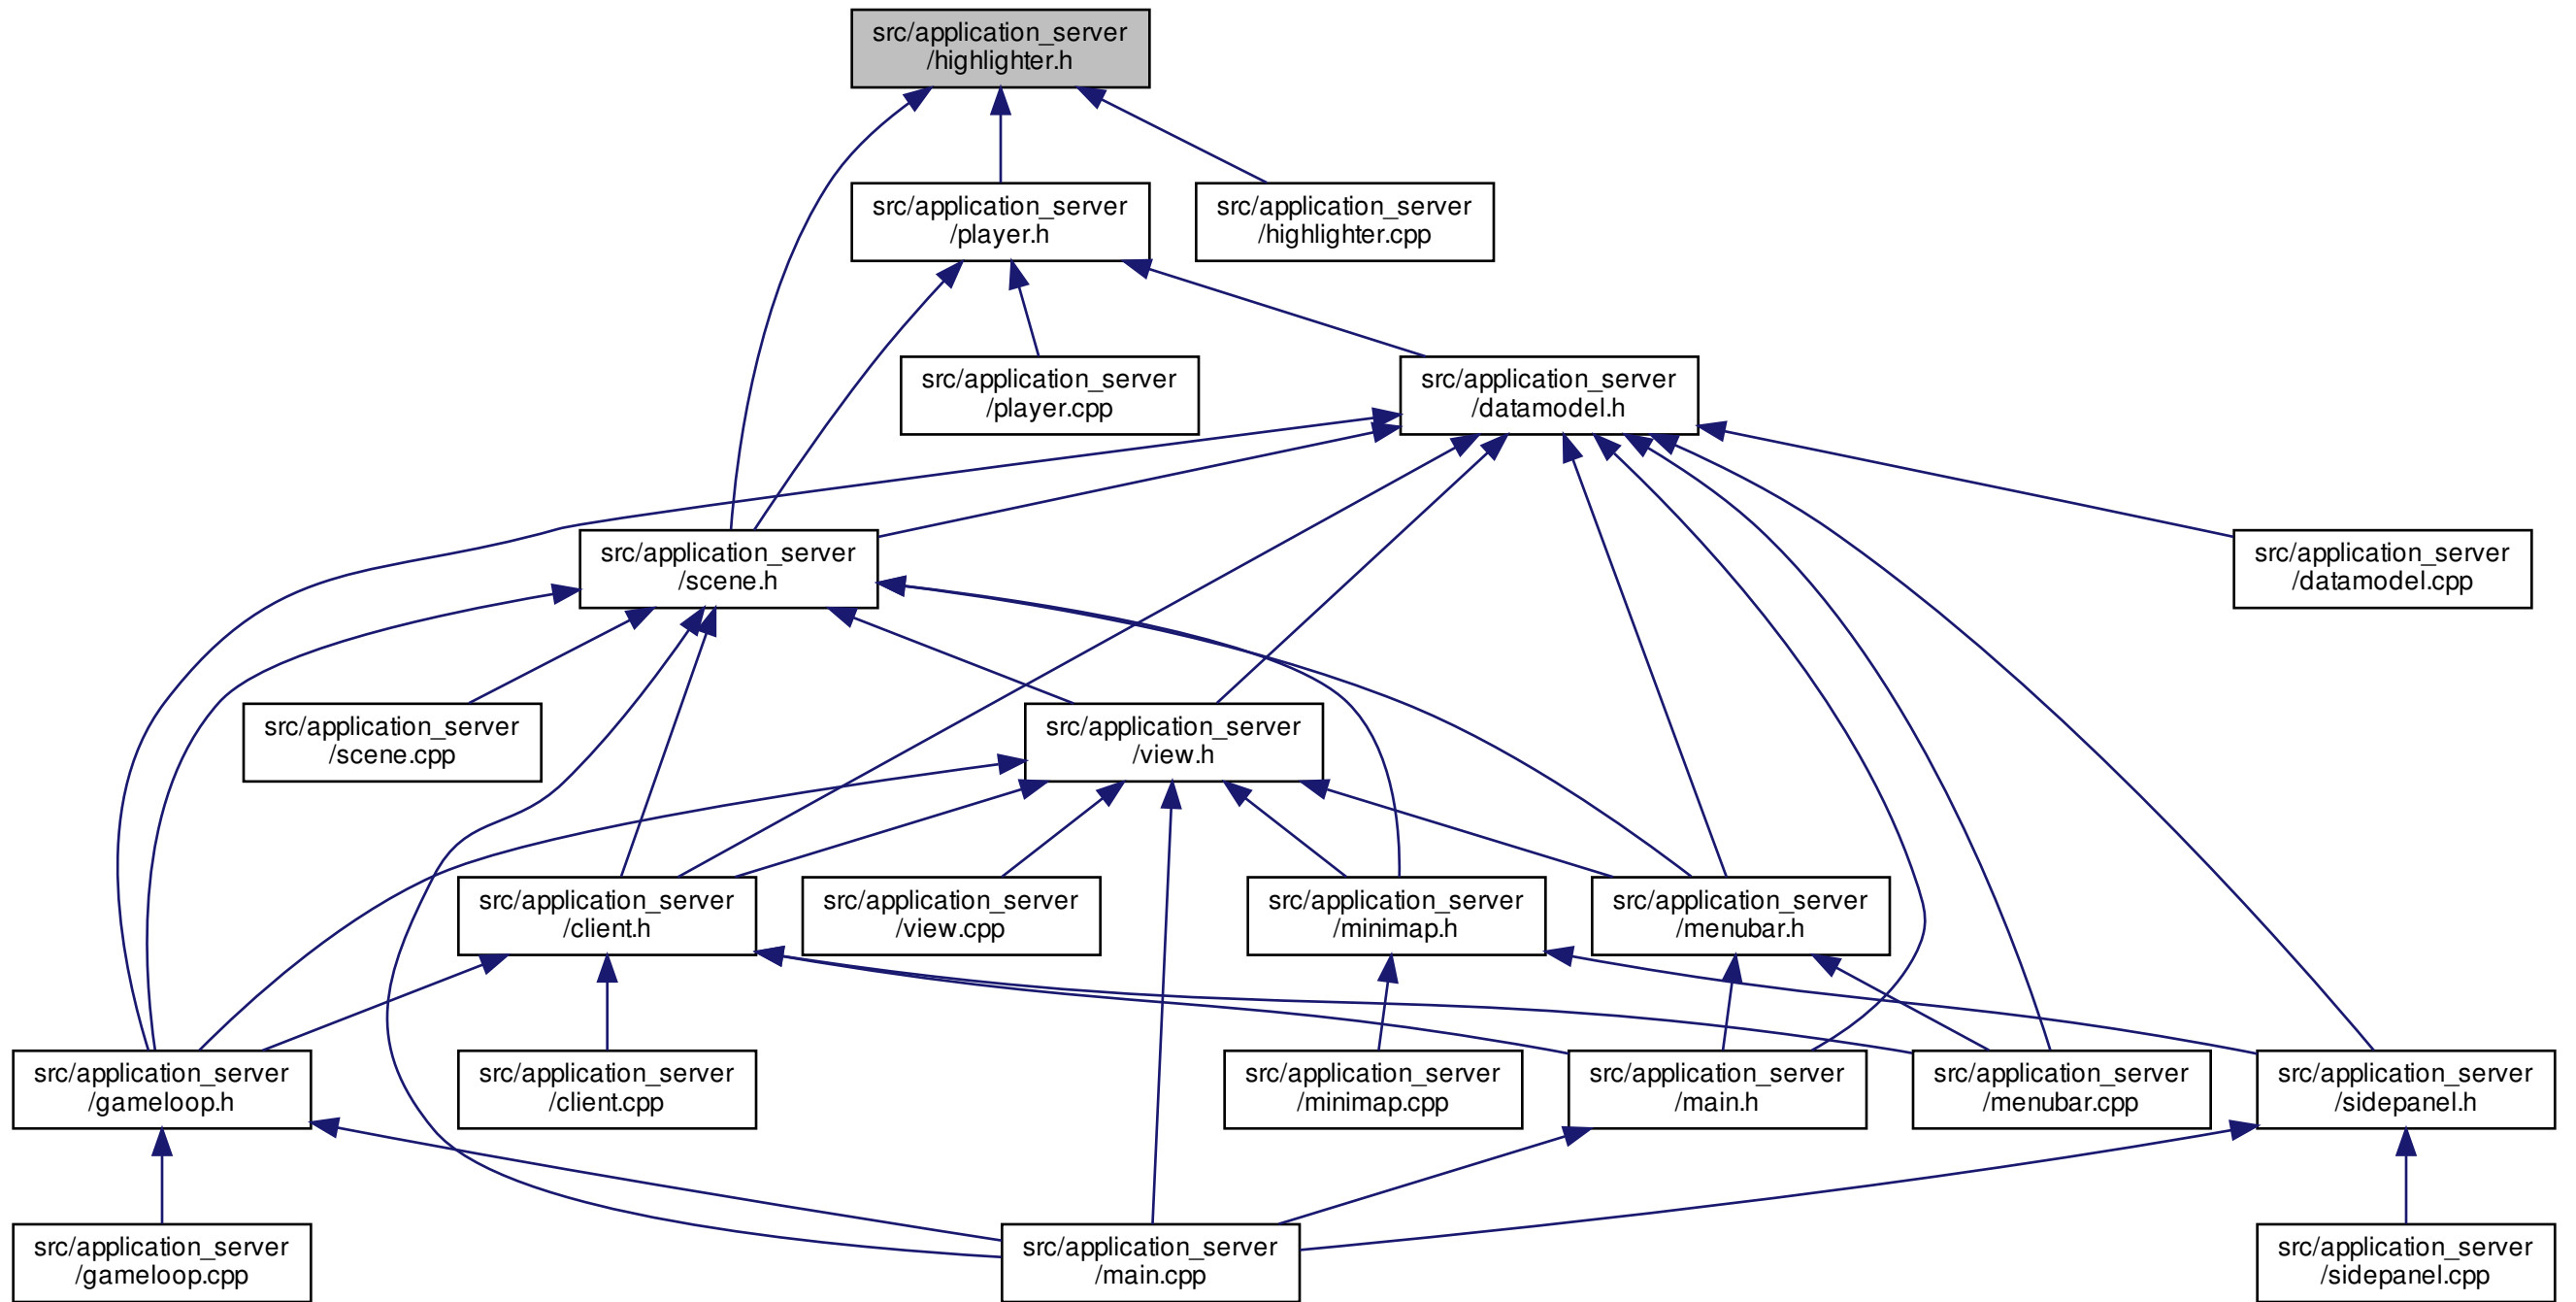 src/application_server
/highlighter.h
src/application_server
/player.h
src/application_server
/highlighter.cpp
src/application_server
/player.cpp
src/application_server
/datamodel.h
src/application_server
/scene.h
src/application_server
/datamodel.cpp
src/application_server
/scene.cpp
src/application_server
/view.h
src/application_server
/client.h
src/application_server
/view.cpp
src/application_server
/minimap.h
src/application_server
/menubar.h
src/application_server
/gameloop.h
src/application_server
/client.cpp
src/application_server
/minimap.cpp
src/application_server
/main.h
src/application_server
/menubar.cpp
src/application_server
/sidepanel.h
src/application_server
/gameloop.cpp
src/application_server
/main.cpp
src/application_server
/sidepanel.cpp